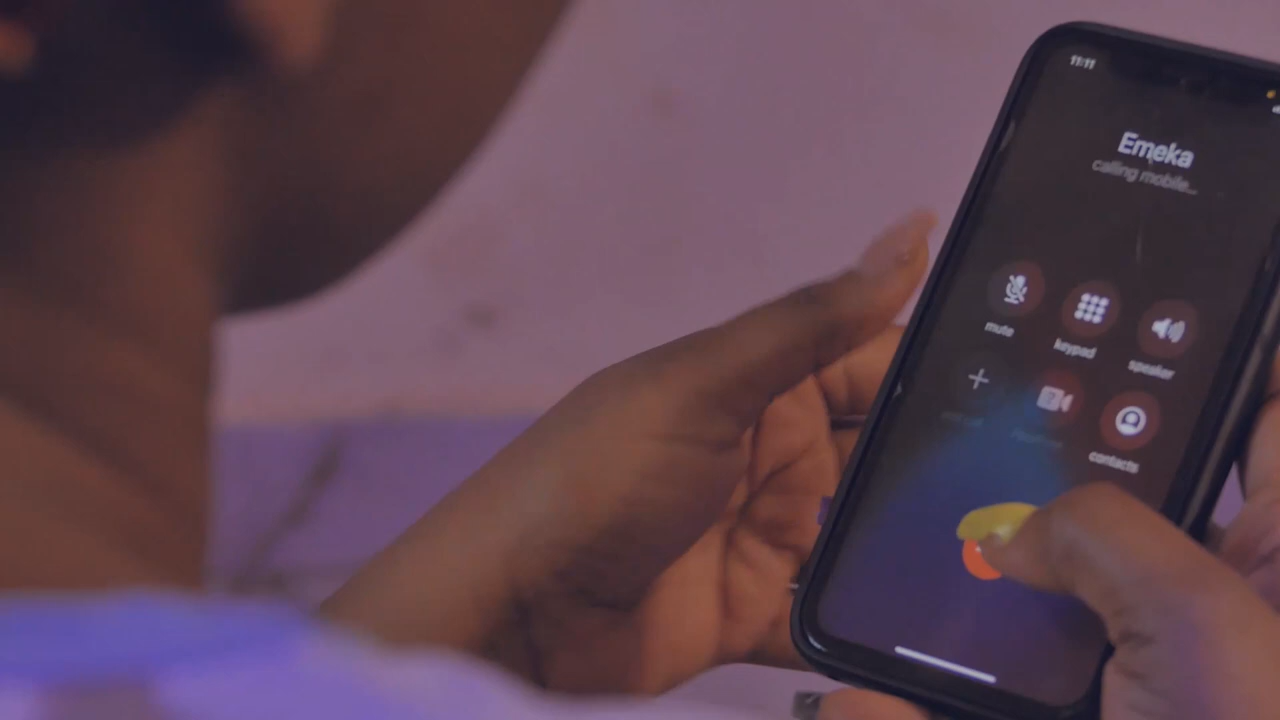 11:11
Emeka
calling mobile...
mute
keypad
speaker
contacts